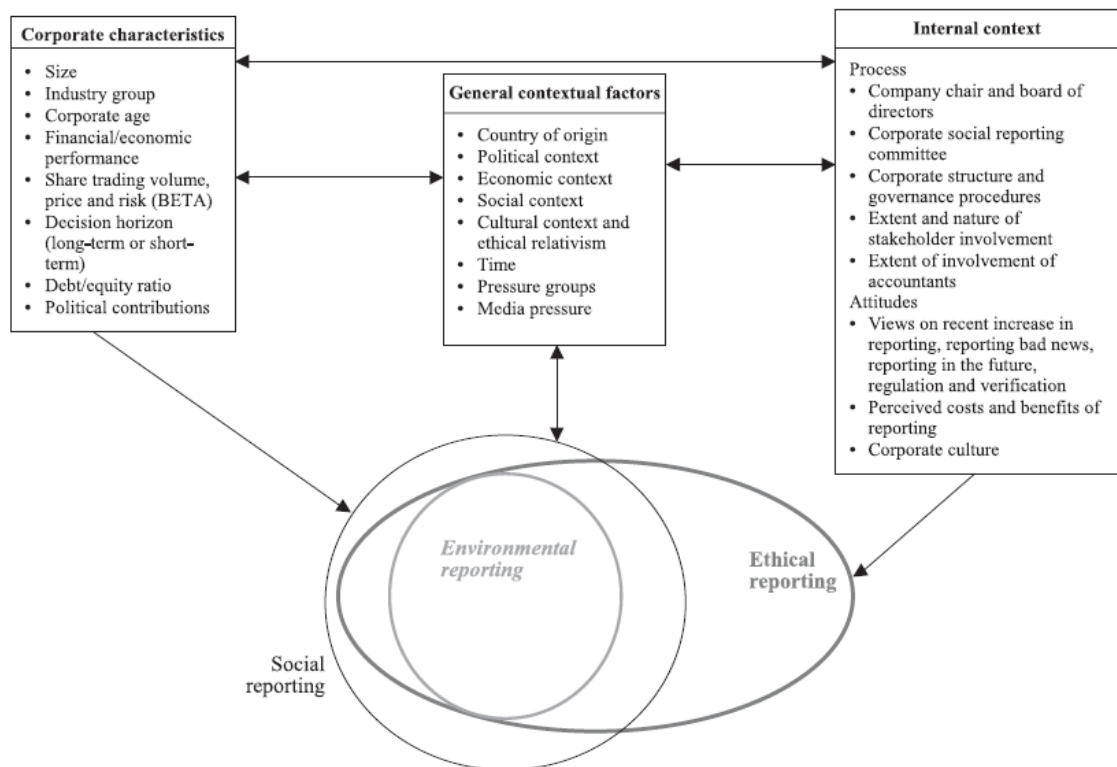 Corporate characteristics
• Size
• Industry group
• Corporate age
• Financial/economic
performance
• Share trading volume,
price and risk (BETA)
• Decision horizon
(long-term or short-
term)
• Debt/equity ratio
• Political contributions
General contextual factors
• Country of origin
• Political context
• Economic context
• Social context
• Cultural context and
ethical relativism
• Time
• Pressure groups
• Media pressure
Internal context
Process
• Company chair and board of
directors
• Corporate social reporting
committee
• Corporate structure and
governance procedures
• Extent and nature of
stakeholder involvement
• Extent of involvement of
accountants
Attitudes
• Views on recent increase in
reporting, reporting bad news,
reporting in the future,
regulation and verification
• Perceived costs and benefits of
reporting
• Corporate culture
Environmental
reporting
Ethical
reporting
Social
reporting